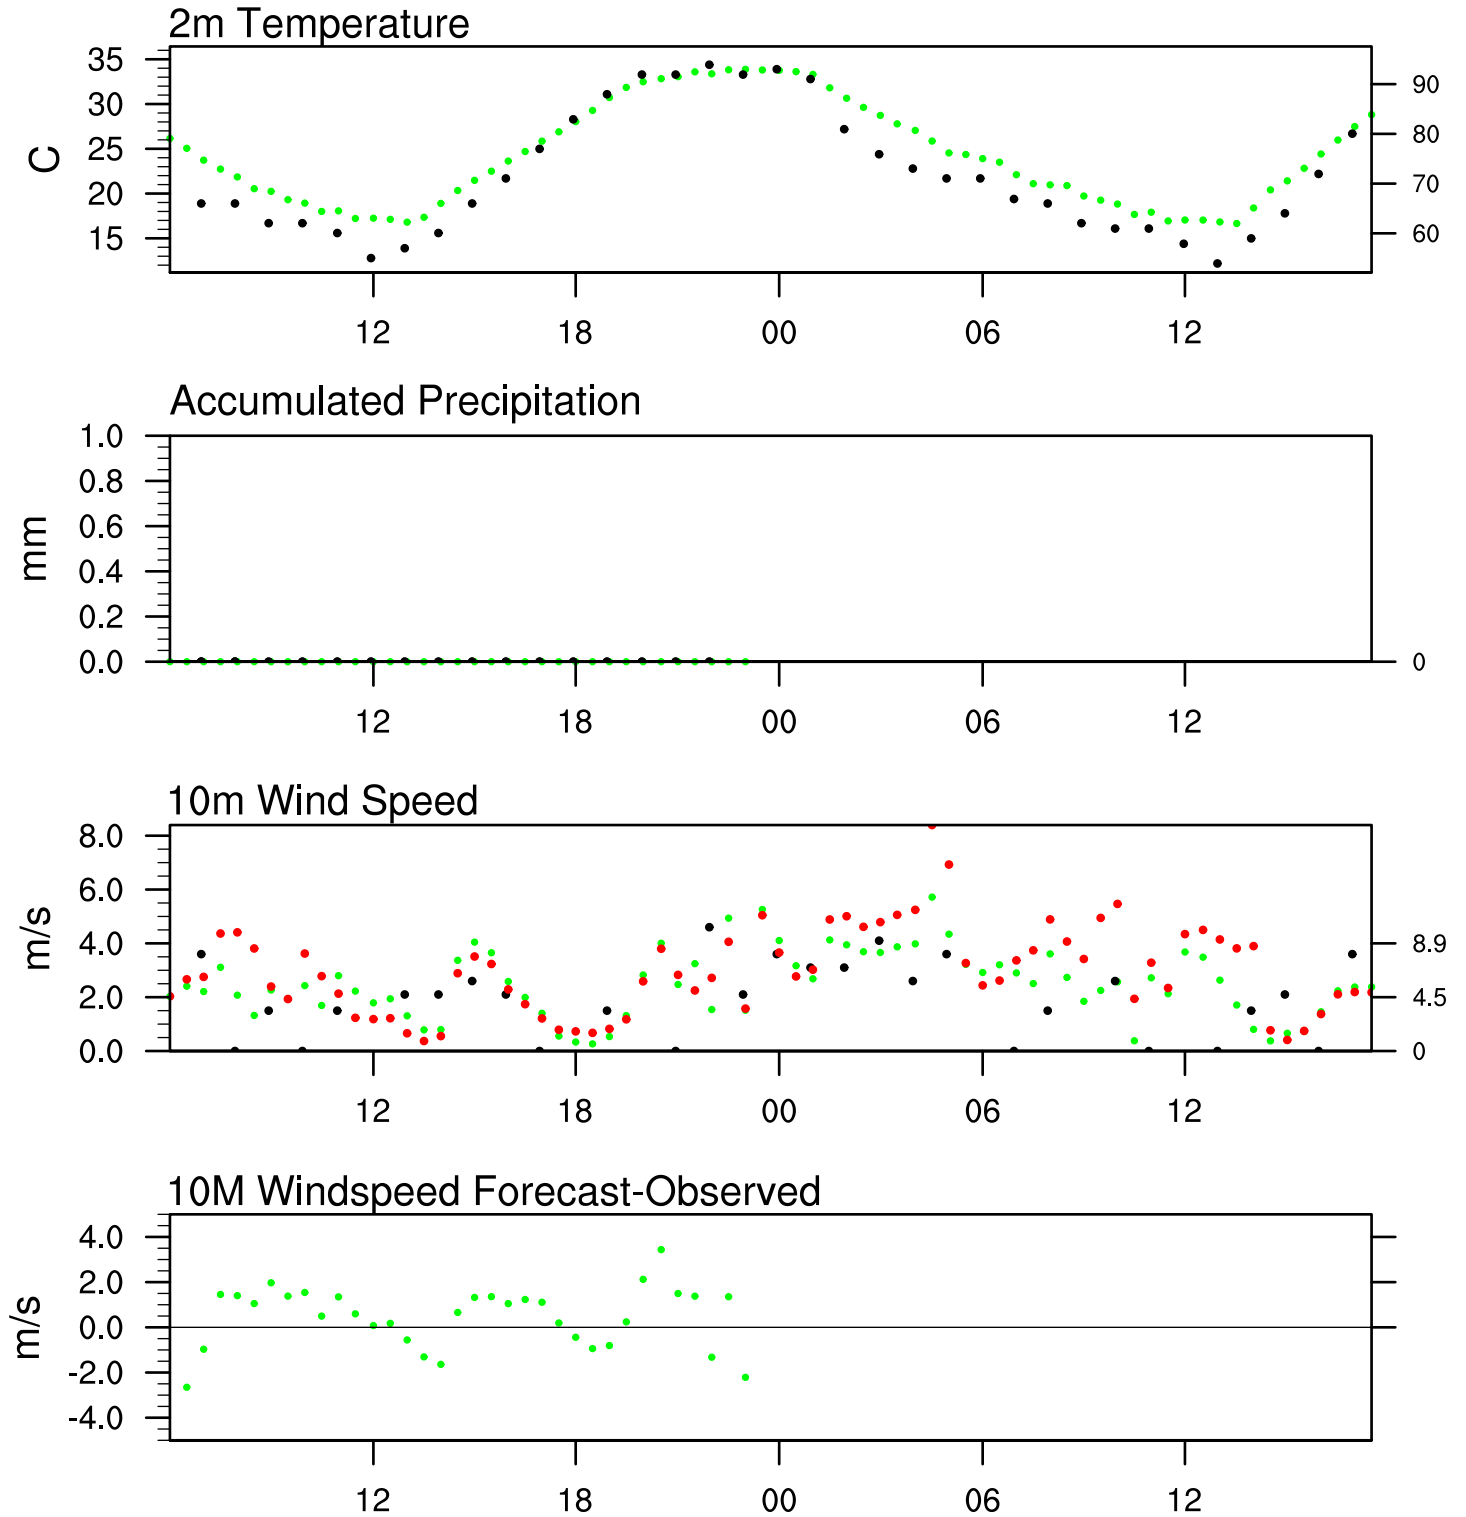 2m Temperature
35
30
25
20
15
C
90
80
70
60
12 18 00 06 12
Accumulated Precipitation
1.0
0.8
0.6
0.4
0.2
0.0
mm
0
12 18 00 06 12
10m Wind Speed
8.0
6.0
4.0
2.0
0.0
m/s
8.9
4.5
0
12 18 00 06 12
10M Windspeed Forecast-Observed
4.0
2.0
0.0
-2.0
-4.0
m/s
12 18 00 06 12